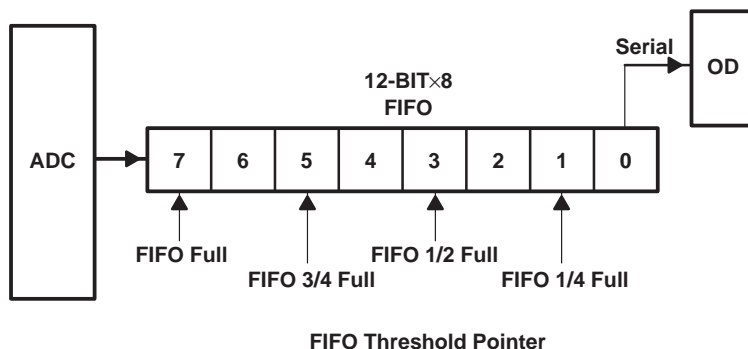 Serial
OD
12-BIT×8
FIFO
ADC
7 6 5 4 3 2 1 0
FIFO Full
FIFO 1/2 Full
FIFO 3/4 Full
FIFO 1/4 Full
FIFO Threshold Pointer